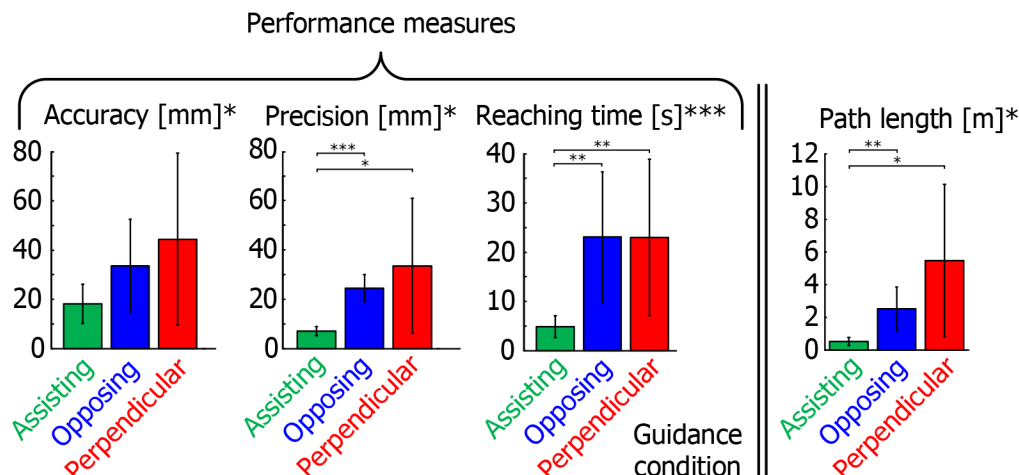 Performance measures
Accuracy [mm]*
Precision [mm]*
Reaching time [s]***
Path length [m]*
80
60
40
20
0
Assisting
Opposing
Perpendicular
80
60
40
20
0
***
*
Assisting
Opposing
Perpendicular
40
30
20
10
0
**
**
Assisting
Opposing
Perpendicular
Guidance
condition
12
10
8
6
4
2
0
**
*
Assisting
Opposing
Perpendicular